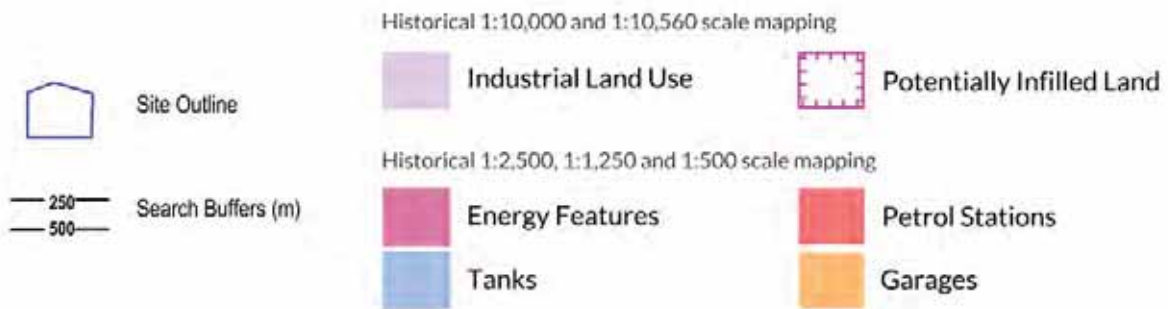 Historical 1:10,000 and 1:10,560 scale mapping
Industrial Land Use
Potentially Infilled Land
Site Outline
Historical 1:2,500, 1:1,250 and 1:500 scale mapping
250
500
Search Buffers (m)
Energy Features
Petrol Stations
Tanks
Garages